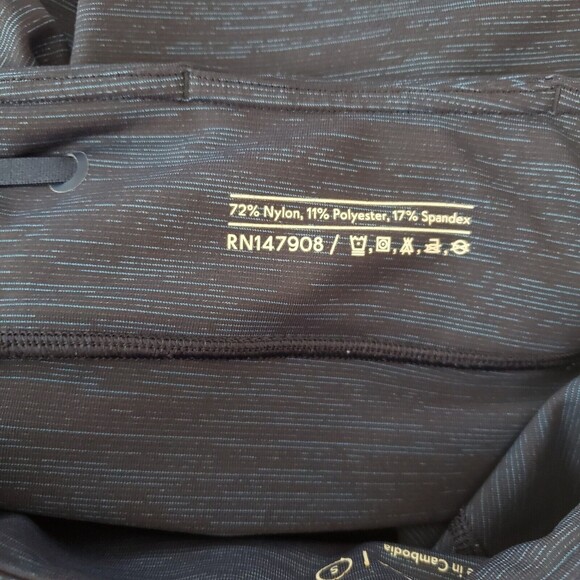 72% Nylon, 11% Polyester, 17% Spandex
RN147908 /
S
in Cambodia